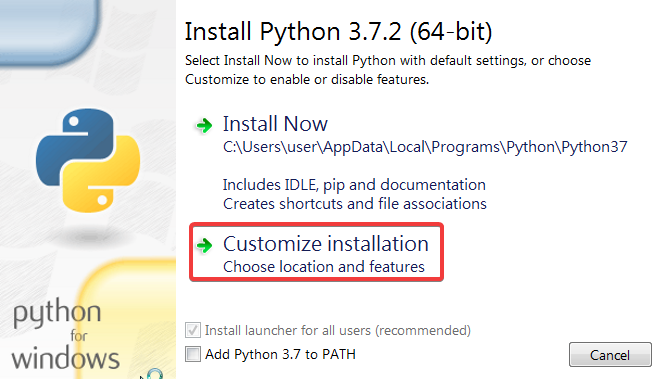 Install Python 3.7.2 (64-bit)
Select Install Now to install Python with default settings, or choose
Customize to enable or disable features.
Install Now
C:\Users\user\AppData\Local\Programs\Python\Python37
Includes IDLE, pip and documentation
Creates shortcuts and file associations
Customize installation
Choose location and features
Install launcher for all users (recommended)
Add Python 3.7 to PATH
Cancel
python
for
windows